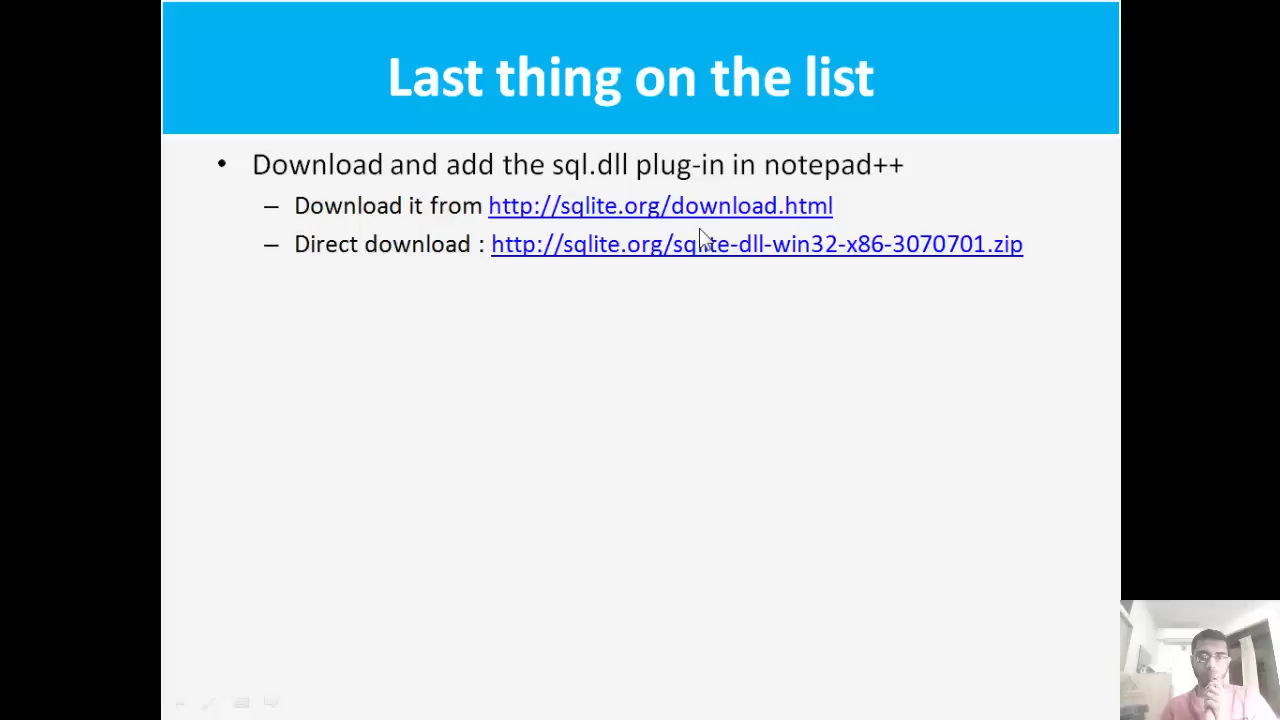 Last thing on the list
• Download and add the sql.dll plug-in in notepad++
– Download it from http://sqlite.org/download.html
– Direct download : http://sqlite.org/sqlite-dll-win32-x86-3070701.zip